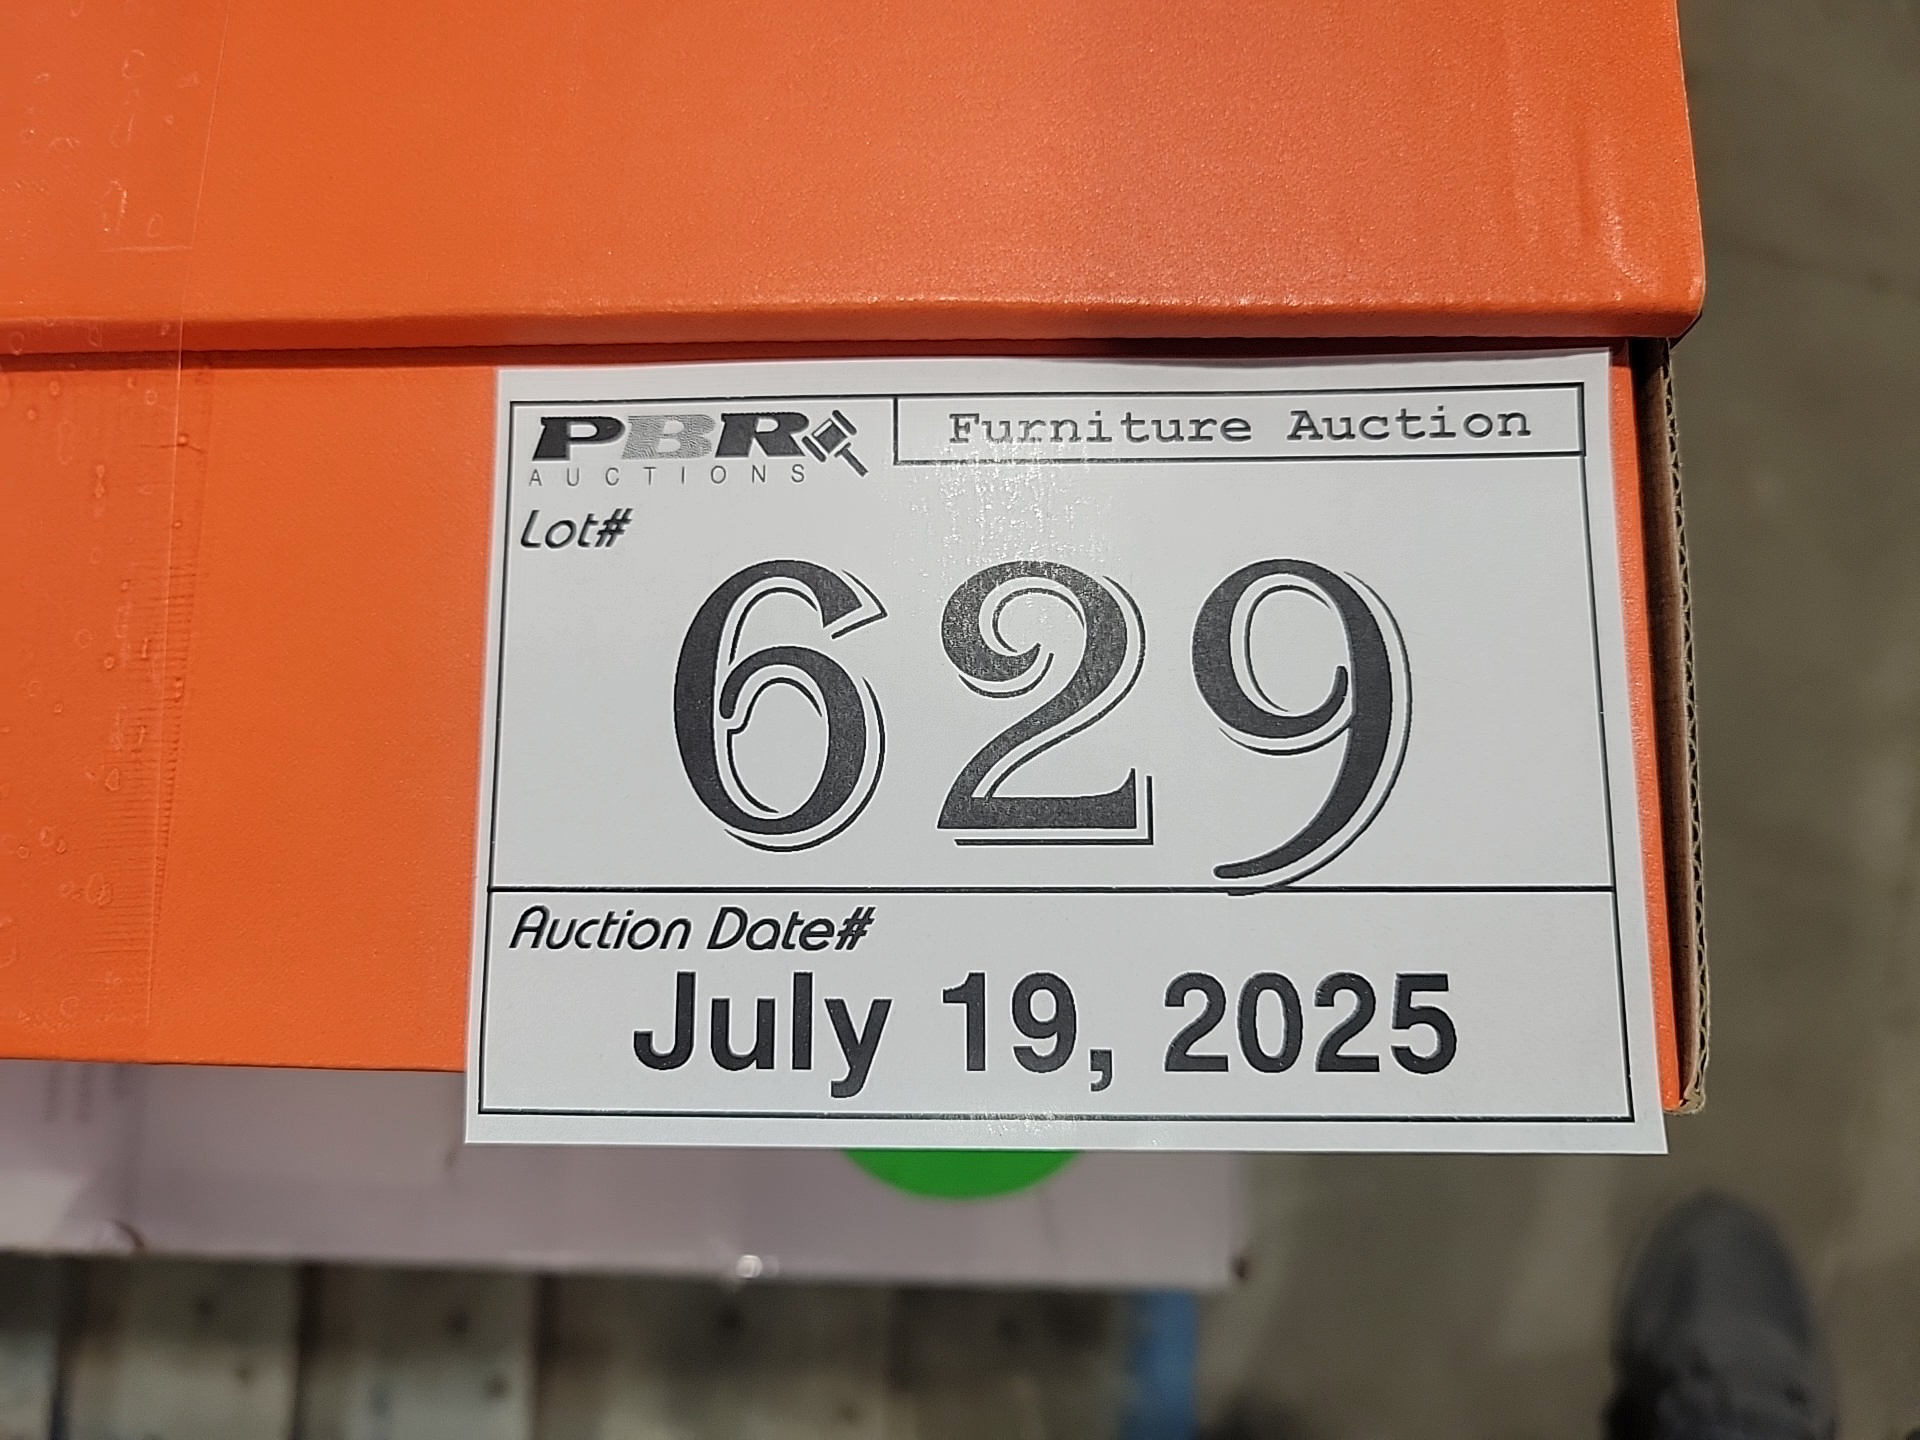 PBR
AUCTIONS
Furniture Auction
Lot#
629
Auction Date#
July 19, 2025